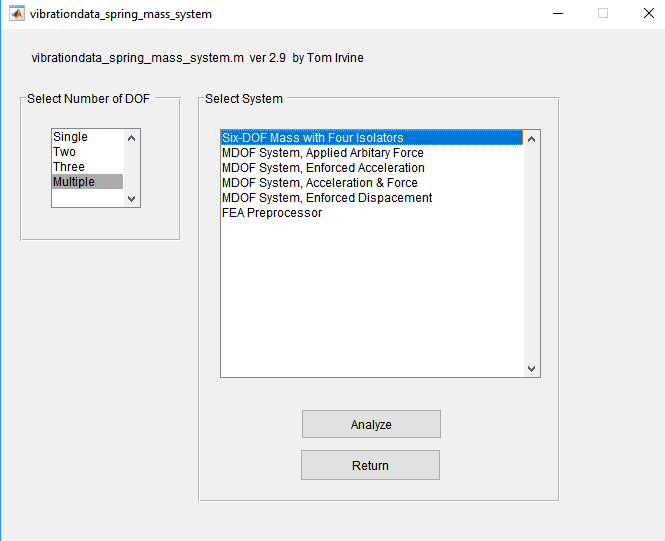 vibrationdata_spring_mass_system
vibrationdata_spring_mass_system.m  ver 2.9  by Tom Irvine
Select Number of DOF
Single
Two
Three
Multiple
Select System
Six-DOF Mass with Four Isolators
MDOF System, Applied Arbitary Force
MDOF System, Enforced Acceleration
MDOF System, Acceleration & Force
MDOF System, Enforced Dispacement
FEA Preprocessor
Analyze
Return